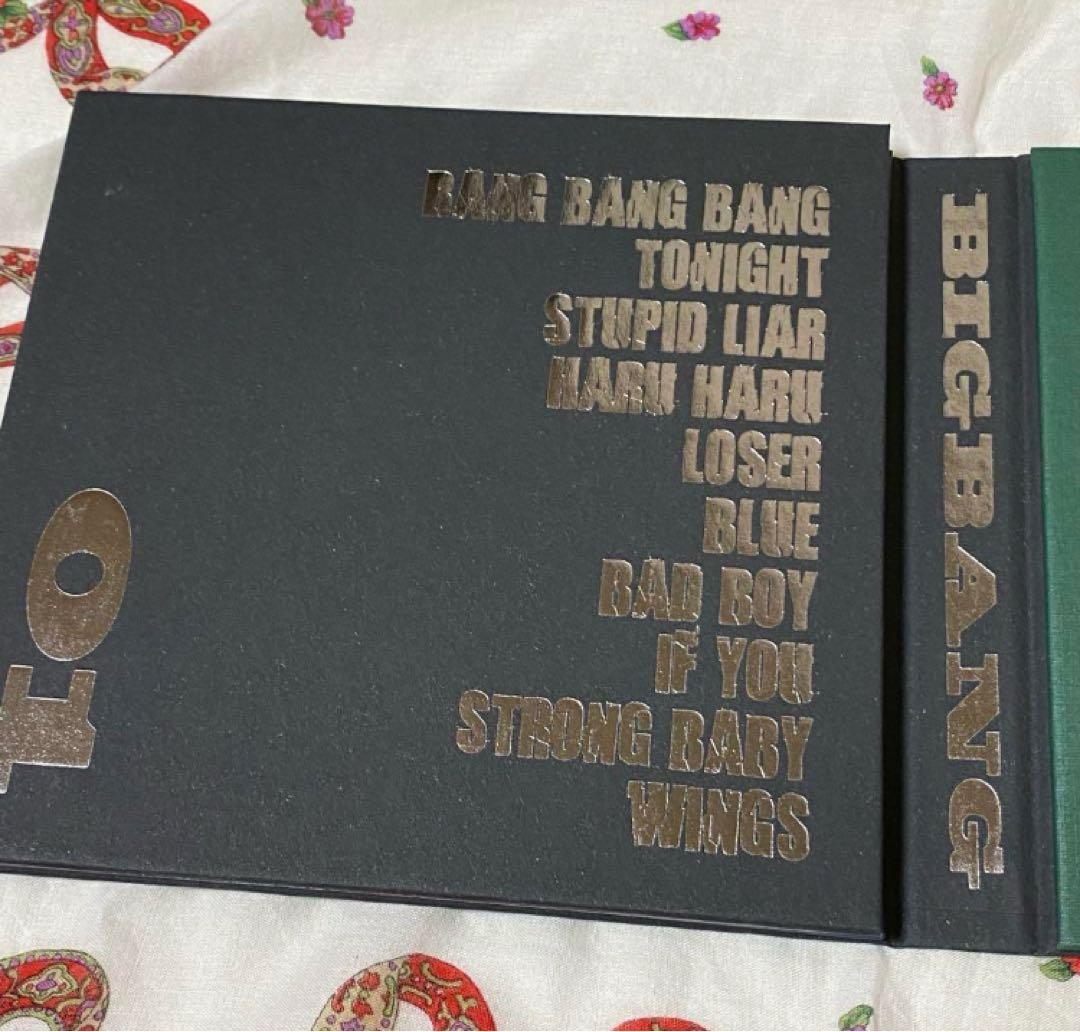 BANG BANG BANG
TONIGHT
STUPID LIAR
HARU HARU
LOSER
BLUE
BAD BOY
IF YOU
STRONG BABY
WINGS
BIGBANG